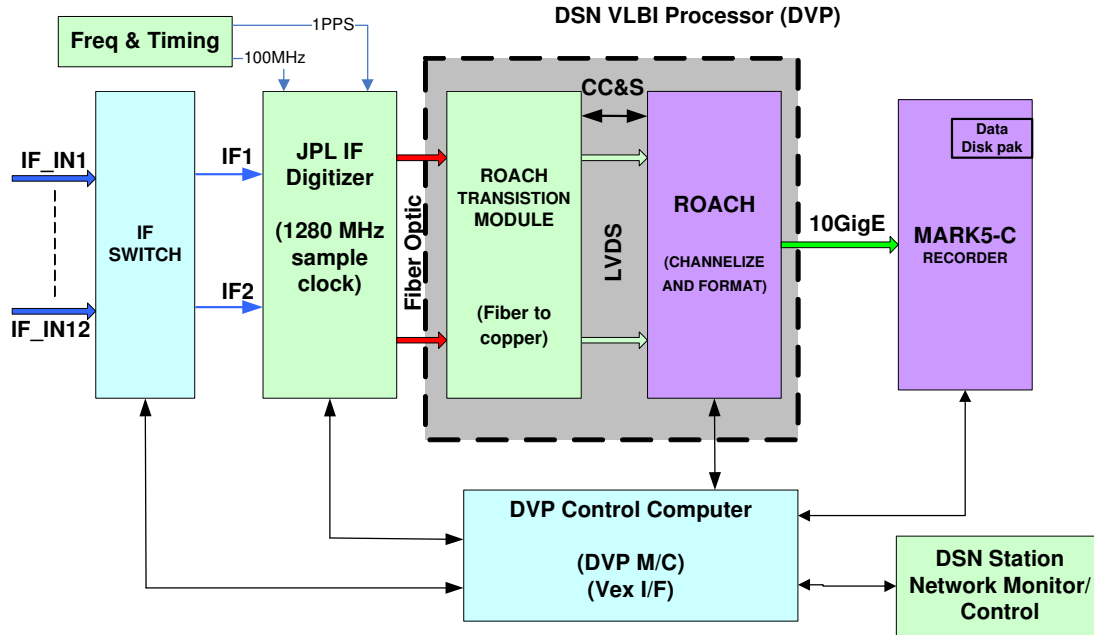 DSN VLBI Processor (DVP)
Freq & Timing
1PPS
100MHz
CC&S
IF_IN1
IF_IN12
IF
SWITCH
IF1
IF2
JPL IF
Digitizer
(1280 MHz
sample
clock)
Fiber Optic
ROACH
TRANSISTION
MODULE
(Fiber to
copper)
LVDS
ROACH
(CHANNELIZE
AND FORMAT)
10GigE
Data
Disk pak
MARK5-C
RECORDER
DVP Control Computer
(DVP M/C)
(Vex I/F)
DSN Station
Network Monitor/
Control